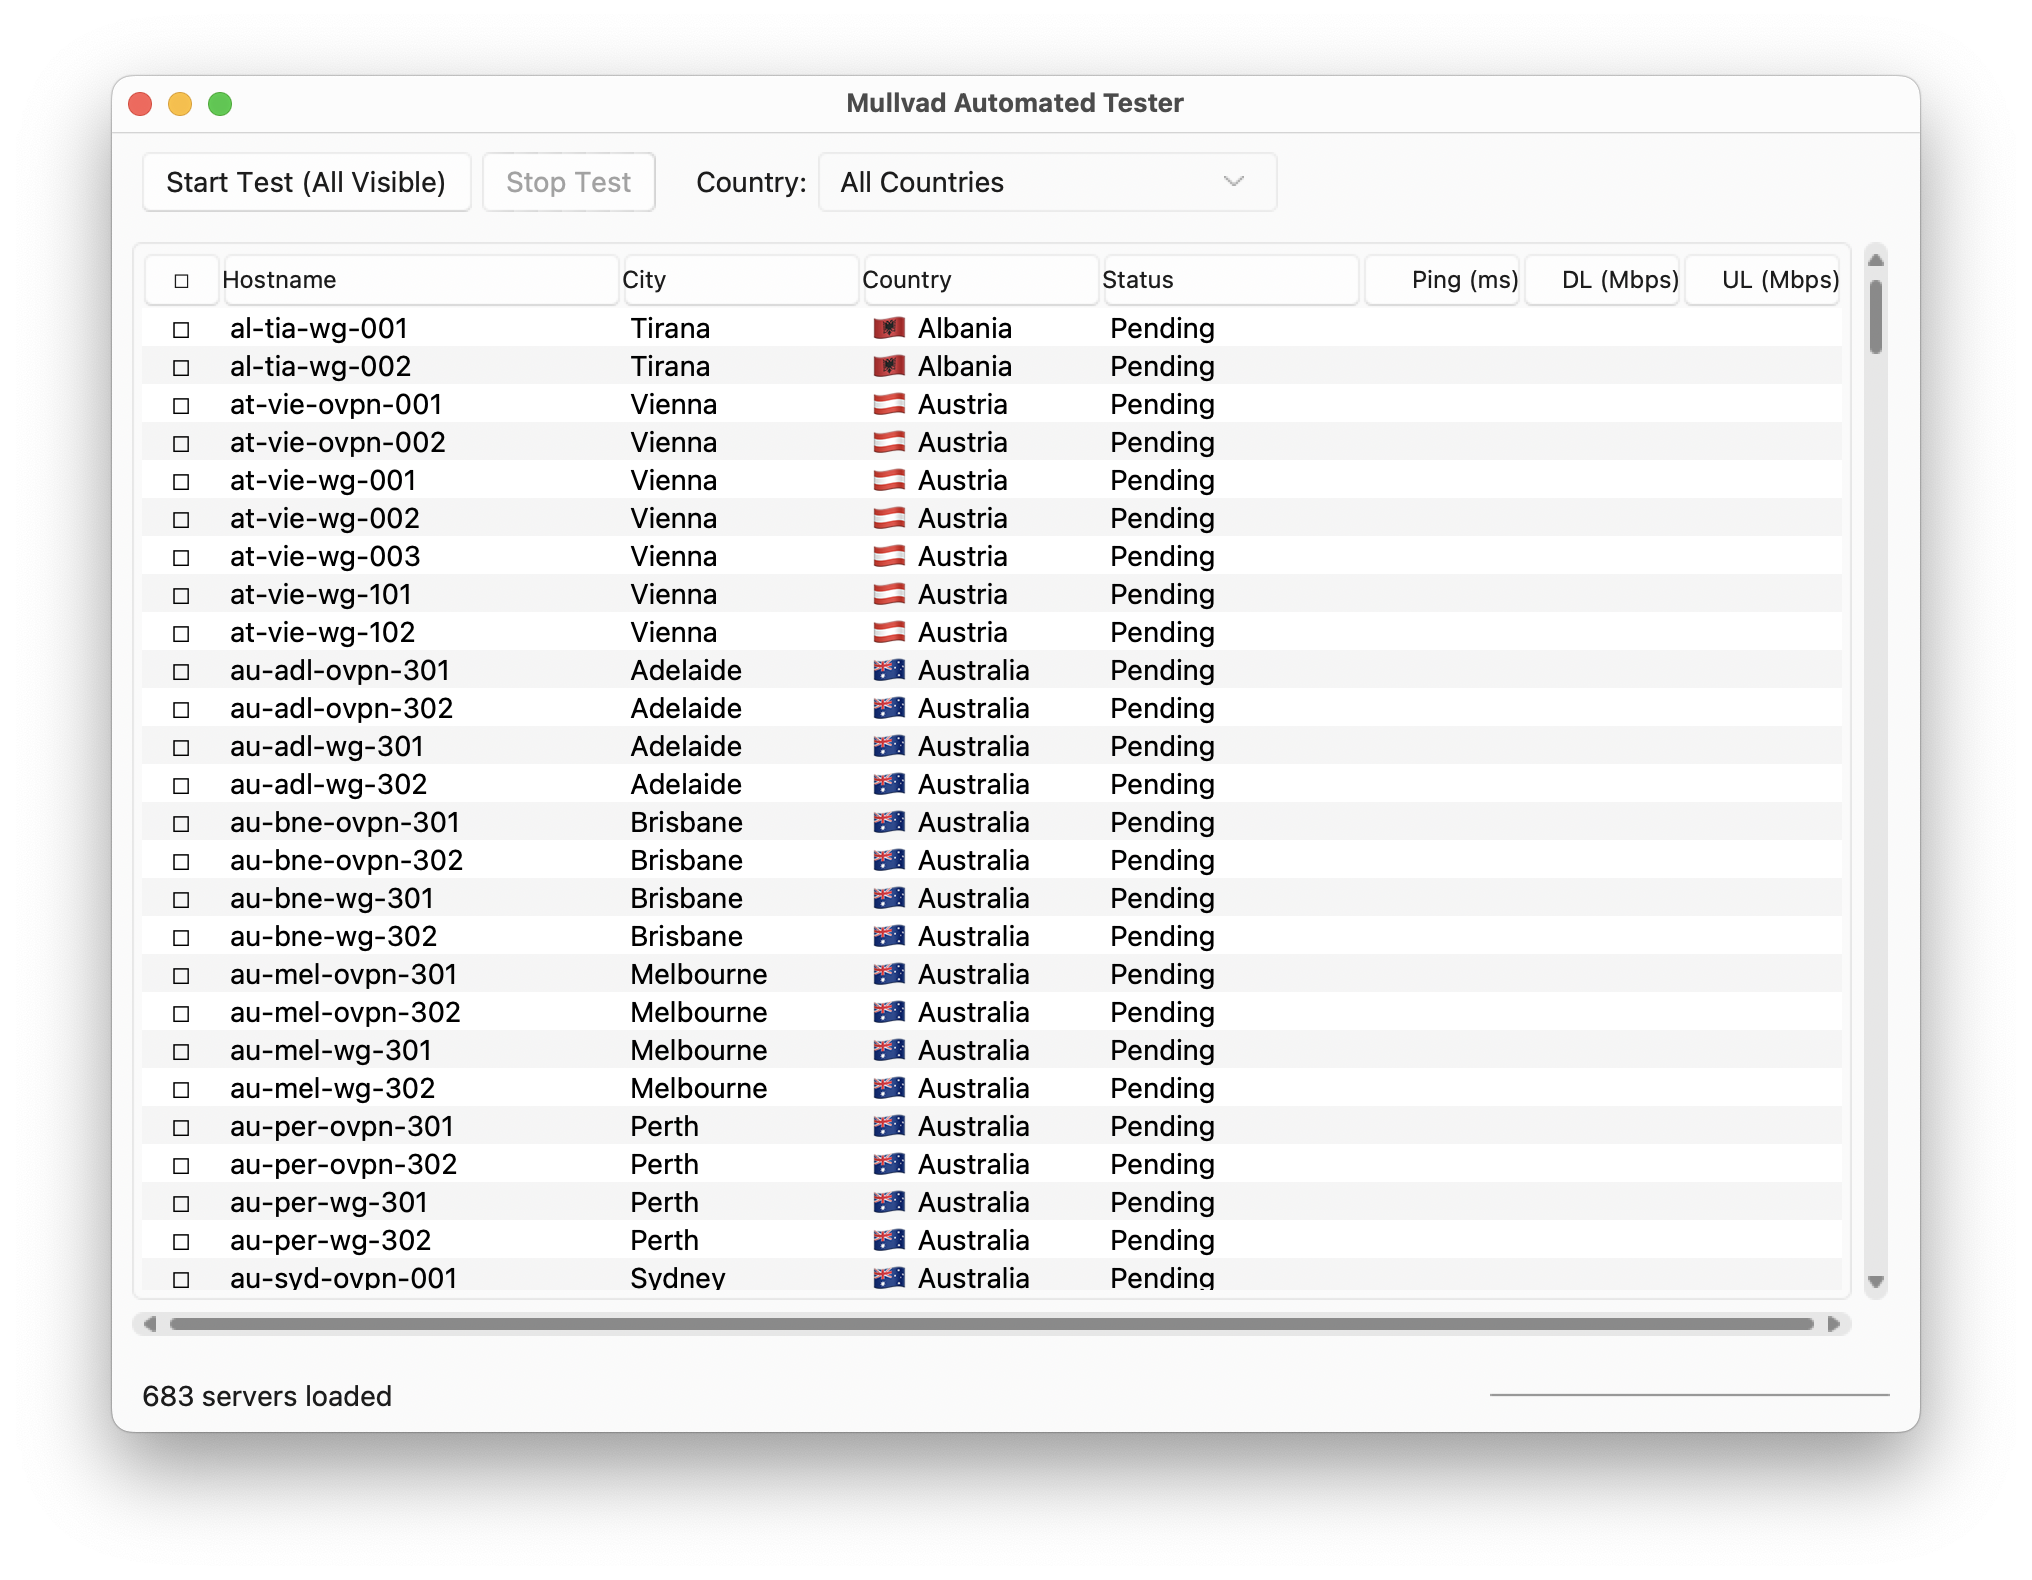 Mullvad Automated Tester
Start Test (All Visible) Stop Test Country: All Countries
Hostname City Country Status Ping (ms) DL (Mbps) UL (Mbps)
al-tia-wg-001 Tirana Albania Pending
al-tia-wg-002 Tirana Albania Pending
at-vie-ovpn-001 Vienna Austria Pending
at-vie-ovpn-002 Vienna Austria Pending
at-vie-wg-001 Vienna Austria Pending
at-vie-wg-002 Vienna Austria Pending
at-vie-wg-003 Vienna Austria Pending
at-vie-wg-101 Vienna Austria Pending
at-vie-wg-102 Vienna Austria Pending
au-adl-ovpn-301 Adelaide Australia Pending
au-adl-ovpn-302 Adelaide Australia Pending
au-adl-wg-301 Adelaide Australia Pending
au-adl-wg-302 Adelaide Australia Pending
au-bne-ovpn-301 Brisbane Australia Pending
au-bne-ovpn-302 Brisbane Australia Pending
au-bne-wg-301 Brisbane Australia Pending
au-bne-wg-302 Brisbane Australia Pending
au-mel-ovpn-301 Melbourne Australia Pending
au-mel-ovpn-302 Melbourne Australia Pending
au-mel-wg-301 Melbourne Australia Pending
au-mel-wg-302 Melbourne Australia Pending
au-per-ovpn-301 Perth Australia Pending
au-per-ovpn-302 Perth Australia Pending
au-per-wg-301 Perth Australia Pending
au-per-wg-302 Perth Australia Pending
au-syd-ovpn-001 Sydney Australia Pending
683 servers loaded